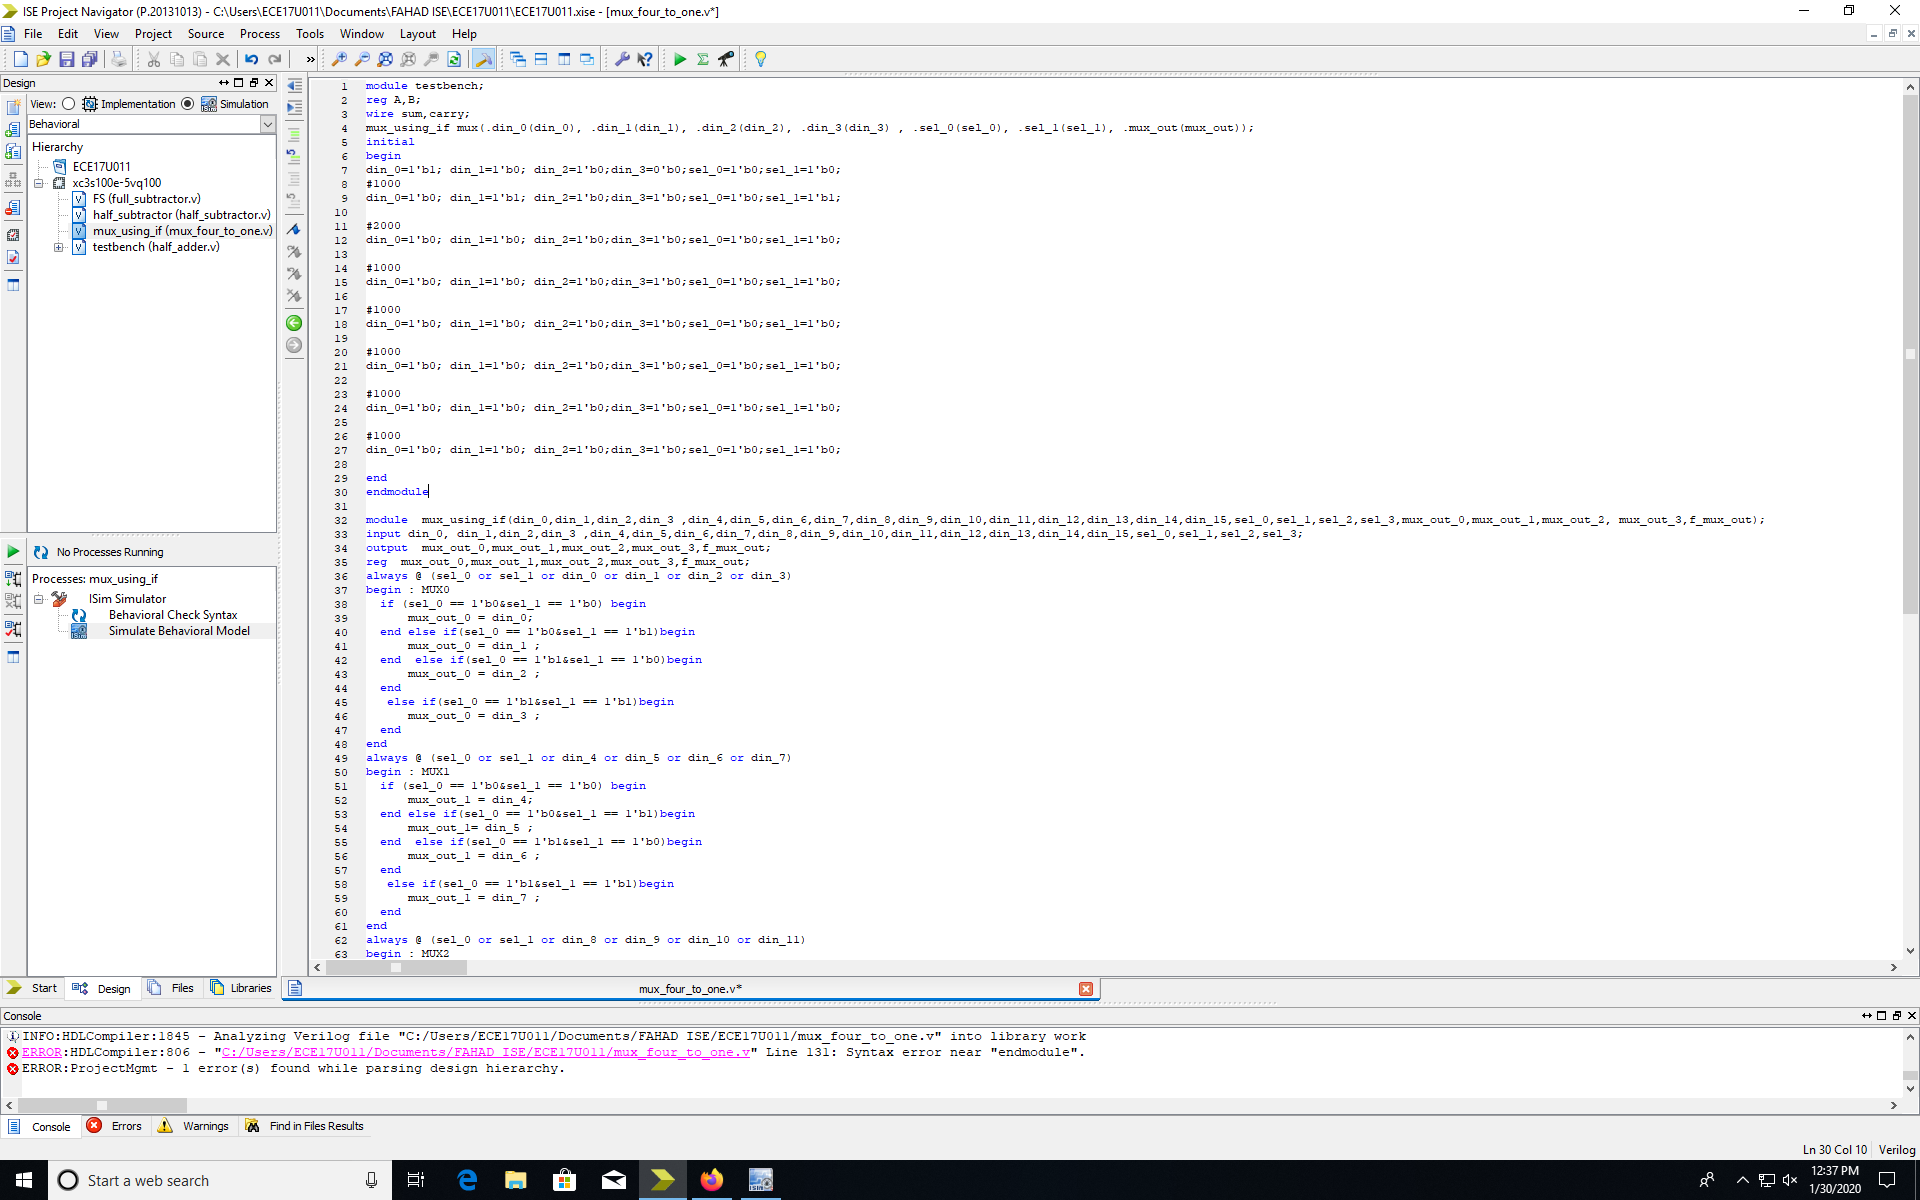 ISE Project Navigator (P.20131013) - C:\Users\ECE17U011\Documents\FAHAD ISE\ECE17U011\ECE17U011.xise - [mux_four_to_one.v*]
File Edit View Project Source Process Tools Window Layout Help
Design
View: Implementation Simulation
Behavioral
Hierarchy
ECE17U011
xc3s100e-5vq100
FS (full_subtractor.v)
half_subtractor (half_subtractor.v)
mux_using_if (mux_four_to_one.v)
testbench (half_adder.v)
No Processes Running
Processes: mux_using_if
ISim Simulator
Behavioral Check Syntax
Simulate Behavioral Model
Start Design Files Libraries
1 module testbench;
2 reg A,B;
3 wire sum,carry;
4 mux_using_if mux(.din_0(din_0), .din_1(din_1), .din_2(din_2), .din_3(din_3) , .sel_0(sel_0), .sel_1(sel_1), .mux_out(mux_out));
5 initial
6 begin
7 din_0=1'b1; din_1=1'b0; din_2=1'b0;din_3=0'b0;sel_0=1'b0;sel_1=1'b0;
8 #1000
9 din_0=1'b0; din_1=1'b1; din_2=1'b0;din_3=1'b0;sel_0=1'b0;sel_1=1'b1;
10
11 #2000
12 din_0=1'b0; din_1=1'b0; din_2=1'b0;din_3=1'b0;sel_0=1'b0;sel_1=1'b0;
13
14 #1000
15 din_0=1'b0; din_1=1'b0; din_2=1'b0;din_3=1'b0;sel_0=1'b0;sel_1=1'b0;
16
17 #1000
18 din_0=1'b0; din_1=1'b0; din_2=1'b0;din_3=1'b0;sel_0=1'b0;sel_1=1'b0;
19
20 #1000
21 din_0=1'b0; din_1=1'b0; din_2=1'b0;din_3=1'b0;sel_0=1'b0;sel_1=1'b0;
22
23 #1000
24 din_0=1'b0; din_1=1'b0; din_2=1'b0;din_3=1'b0;sel_0=1'b0;sel_1=1'b0;
25
26 #1000
27 din_0=1'b0; din_1=1'b0; din_2=1'b0;din_3=1'b0;sel_0=1'b0;sel_1=1'b0;
28
29 end
30 endmodule
31
32 module mux_using_if(din_0,din_1,din_2,din_3 ,din_4,din_5,din_6,din_7,din_8,din_9,din_10,din_11,din_12,din_13,din_14,din_15,sel_0,sel_1,sel_2,sel_3,mux_out_0,mux_out_1,mux_out_2, mux_out_3,f_mux_out);
33 input din_0, din_1,din_2,din_3 ,din_4,din_5,din_6,din_7,din_8,din_9,din_10,din_11,din_12,din_13,din_14,din_15,sel_0,sel_1,sel_2,sel_3;
34 output mux_out_0,mux_out_1,mux_out_2,mux_out_3,f_mux_out;
35 reg mux_out_0,mux_out_1,mux_out_2,mux_out_3,f_mux_out;
36 always @ (sel_0 or sel_1 or din_0 or din_1 or din_2 or din_3)
37 begin : MUX0
38 if (sel_0 == 1'b0&sel_1 == 1'b0) begin
39 mux_out_0 = din_0;
40 end else if(sel_0 == 1'b0&sel_1 == 1'b1)begin
41 mux_out_0 = din_1 ;
42 end else if(sel_0 == 1'b1&sel_1 == 1'b0)begin
43 mux_out_0 = din_2 ;
44 end
45 else if(sel_0 == 1'b1&sel_1 == 1'b1)begin
46 mux_out_0 = din_3 ;
47 end
48 end
49 always @ (sel_0 or sel_1 or din_4 or din_5 or din_6 or din_7)
50 begin : MUX1
51 if (sel_0 == 1'b0&sel_1 == 1'b0) begin
52 mux_out_1 = din_4;
53 end else if(sel_0 == 1'b0&sel_1 == 1'b1)begin
54 mux_out_1= din_5 ;
55 end else if(sel_0 == 1'b1&sel_1 == 1'b0)begin
56 mux_out_1 = din_6 ;
57 end
58 else if(sel_0 == 1'b1&sel_1 == 1'b1)begin
59 mux_out_1 = din_7 ;
60 end
61 end
62 always @ (sel_0 or sel_1 or din_8 or din_9 or din_10 or din_11)
63 begin : MUX2
mux_four_to_one.v*
Console
INFO:HDLCompiler:1845 - Analyzing Verilog file "C:/Users/ECE17U011/Documents/FAHAD ISE/ECE17U011/mux_four_to_one.v" into library work
ERROR:HDLCompiler:806 - "C:/Users/ECE17U011/Documents/FAHAD ISE/ECE17U011/mux_four_to_one.v" Line 131: Syntax error near "endmodule".
ERROR:ProjectMgmt - 1 error(s) found while parsing design hierarchy.
Console Errors Warnings Find in Files Results
Ln 30 Col 10 Verilog
Start a web search
12:37 PM
1/30/2020